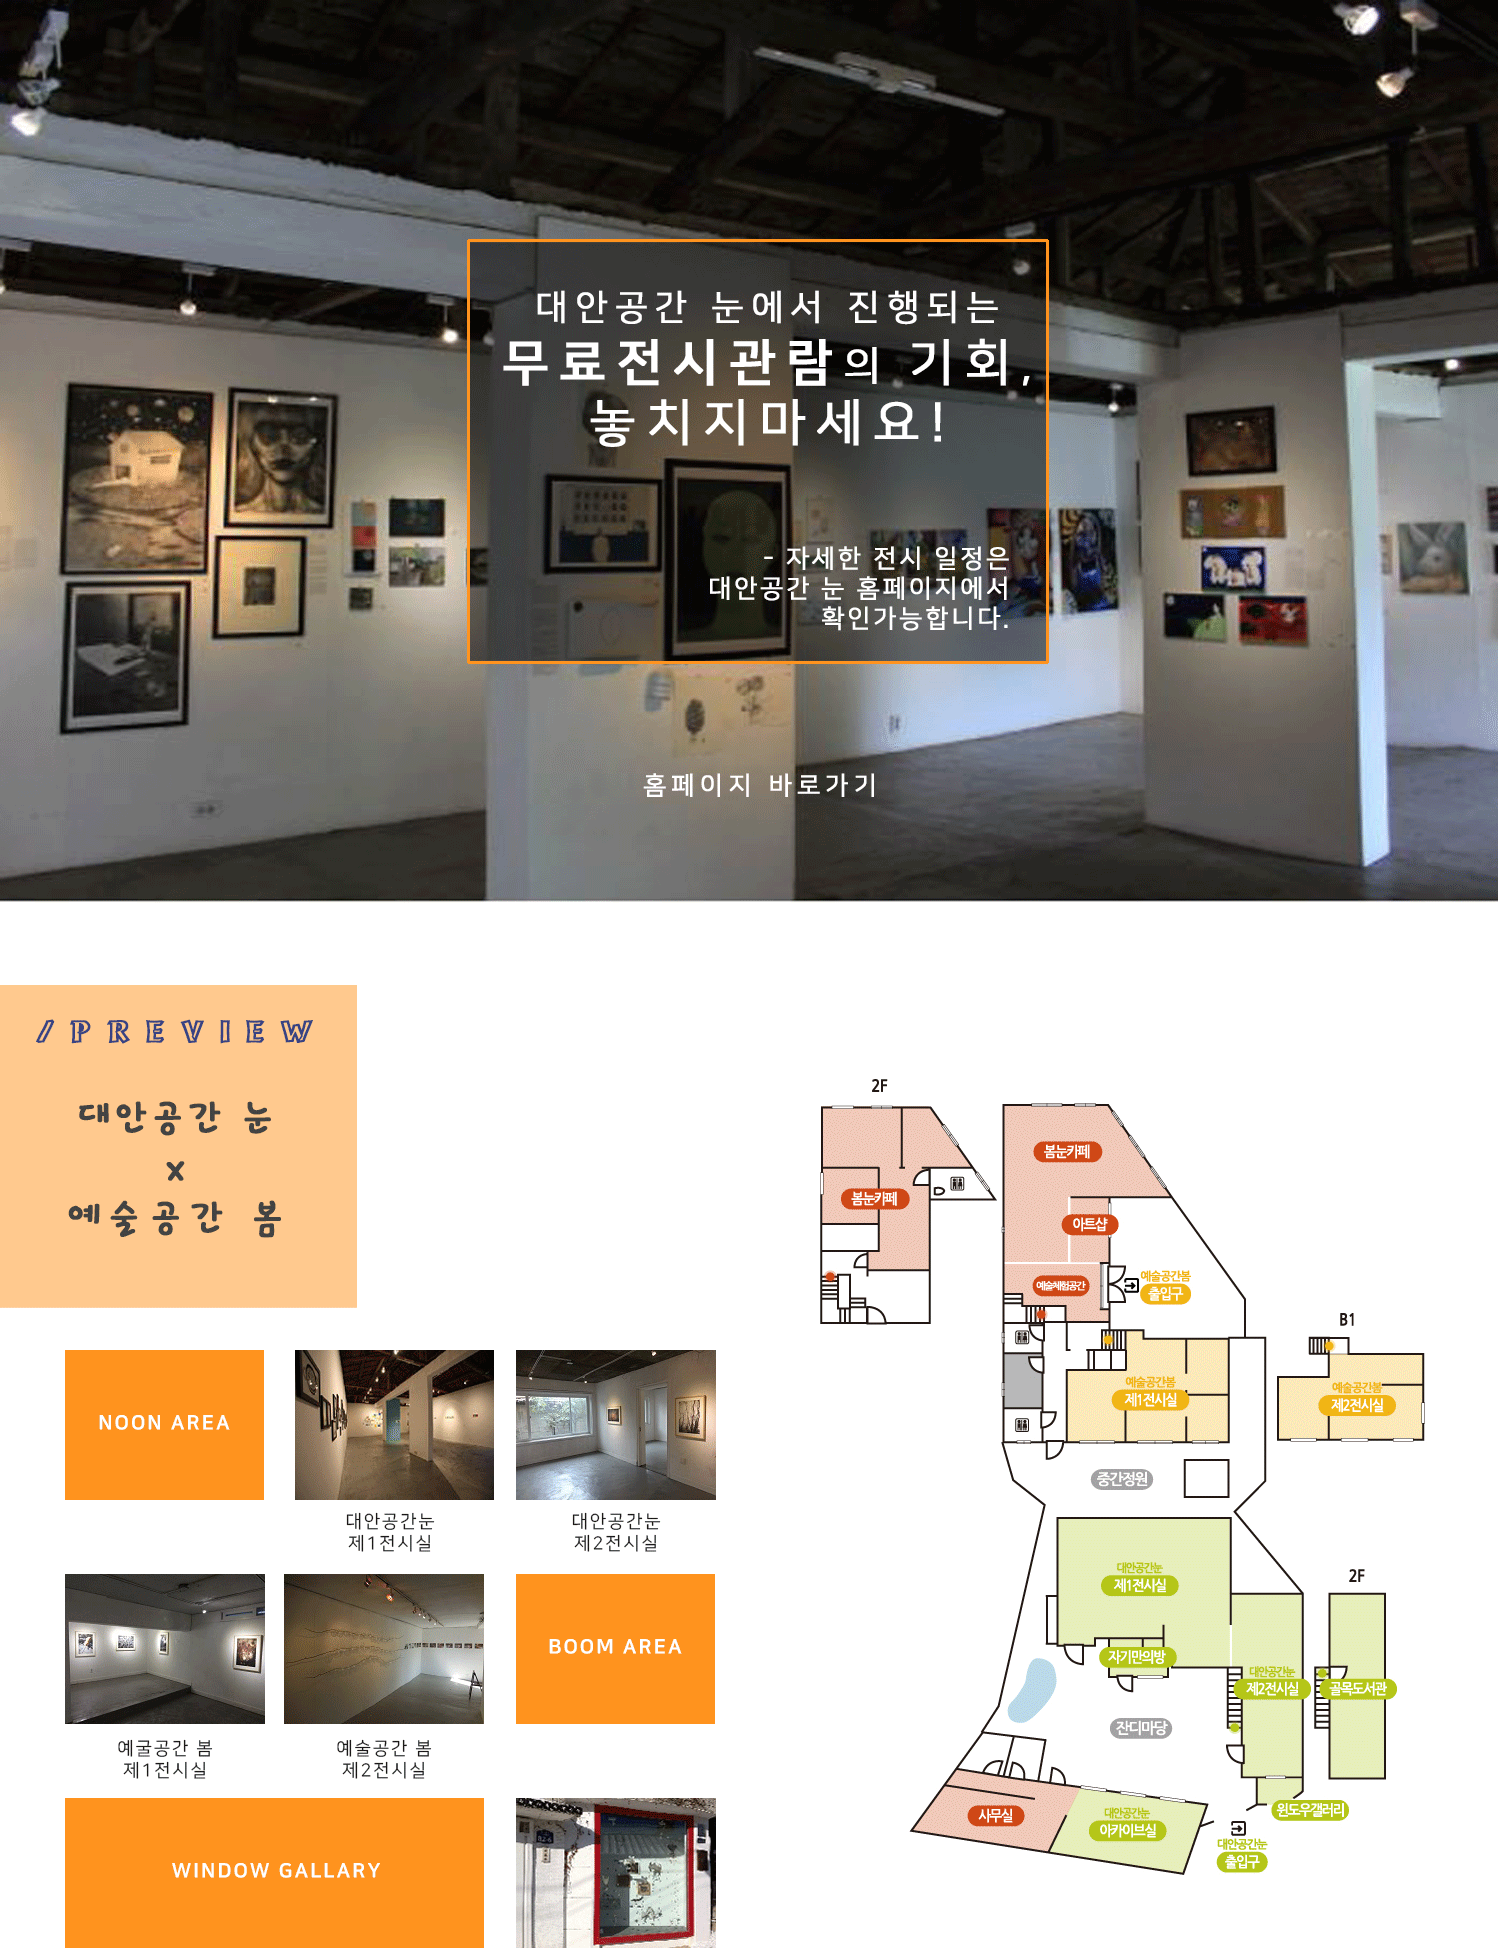 대안공간 눈에서 진행되는
무료전시관람의 기회,
놓치지마세요!
- 자세한 전시 일정은
대안공간 눈 홈페이지에서
확인가능합니다.
홈페이지 바로가기
/PREVIEW
대안공간 눈
x
예술공간 봄
NOON AREA
대안공간눈
제1전시실
대안공간눈
제2전시실
예굴공간 봄
제1전시실
예술공간 봄
제2전시실
BOOM AREA
WINDOW GALLARY
2F
봄눈카페
봄눈카페
아트샵
예술체험공간
예술공간봄
출입구
예술공간봄
제1전시실
B1
예술공간봄
제2전시실
중간정원
대안공간눈
제1전시실
자기만의방
대안공간눈
제2전시실
2F
골목도서관
잔디마당
사무실
대안공간눈
아카이브실
윈도우갤러리
대안공간눈
출입구